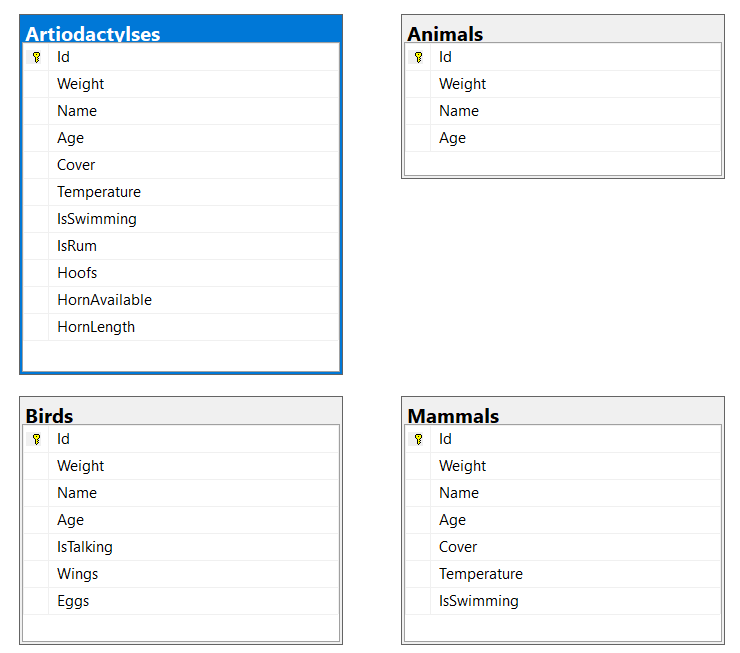 Artiodactylses
Id
Weight
Name
Age
Cover
Temperature
IsSwimming
IsRum
Hoofs
HornAvailable
HornLength
Animals
Id
Weight
Name
Age
Birds
Id
Weight
Name
Age
IsTalking
Wings
Eggs
Mammals
Id
Weight
Name
Age
Cover
Temperature
IsSwimming